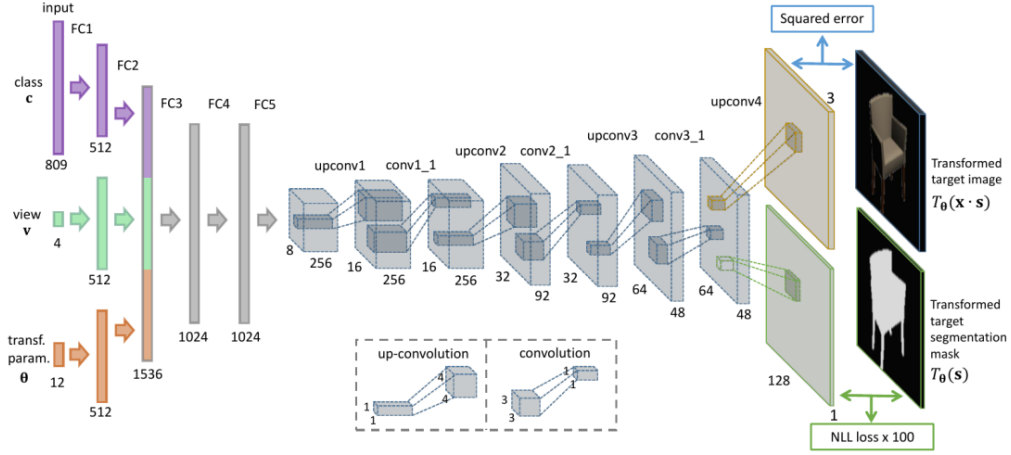 input
FC1
class
c
FC2
809
512
view
v
4
512
transf.
param.
θ
12
512
1536
FC3
FC4
FC5
1024
1024
upconv1
conv1_1
upconv2
conv2_1
upconv3
conv3_1
upconv4
8
256
16
256
16
256
32
92
32
92
64
48
64
48
Squared error
3
Transformed
target image
T_θ(x · s)
Transformed
target
segmentation
mask
T_θ(s)
128
1
NLL loss x 100
up-convolution
1
1
4
4
convolution
3
3
1
1